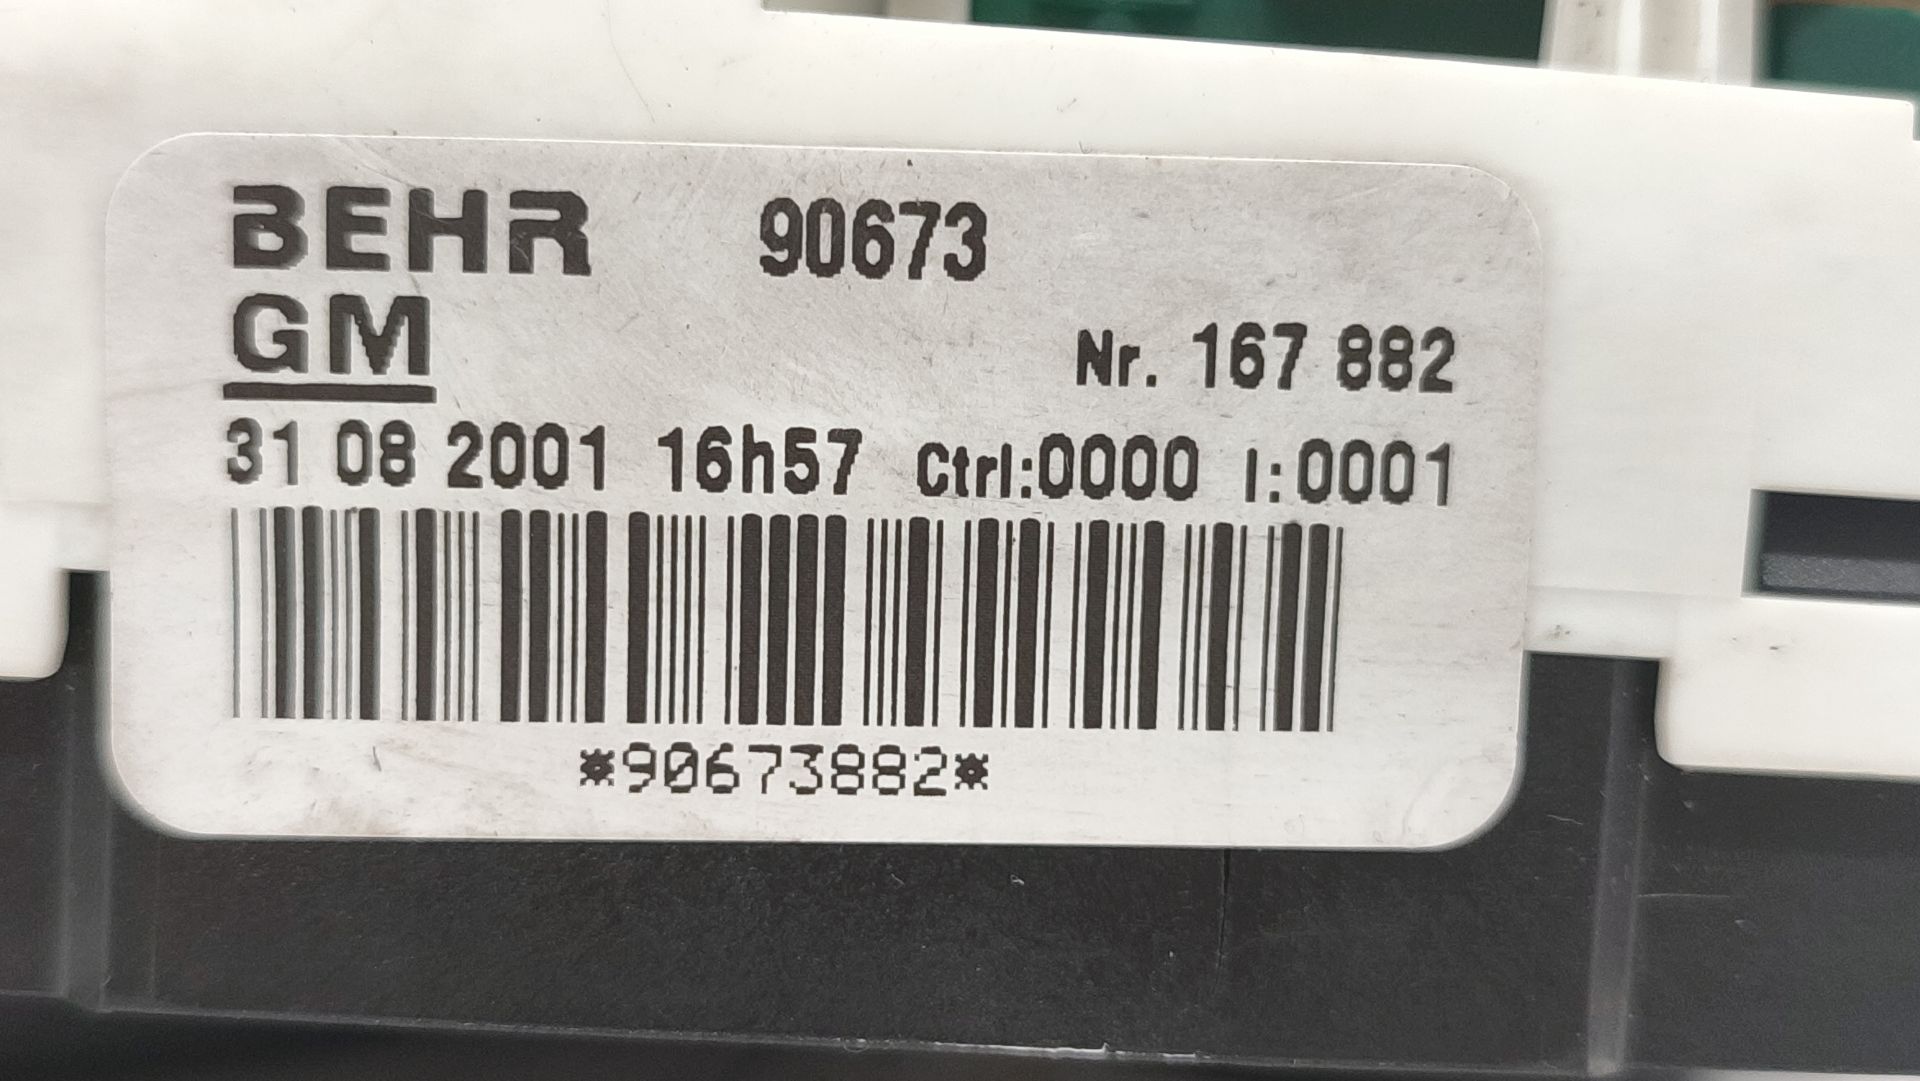 BEHR 90673
GM Nr. 167 882
31 08 2001 16h57 Ctrl:0000 I:0001
*90673882*